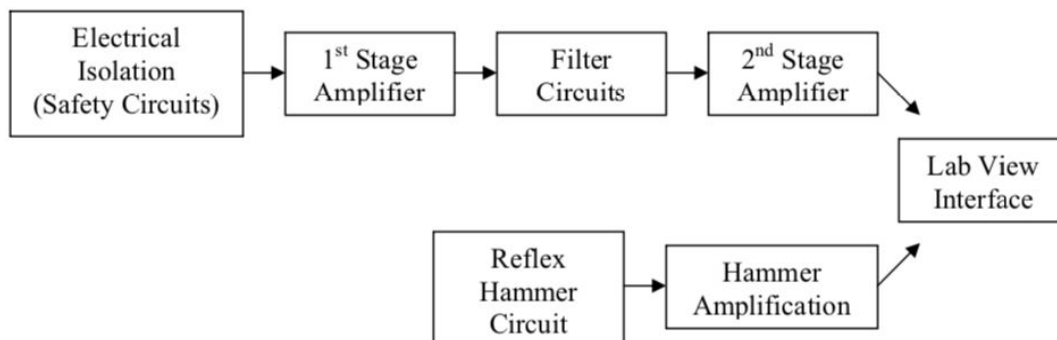 Electrical
Isolation
(Safety Circuits)
1st Stage
Amplifier
Filter
Circuits
2nd Stage
Amplifier
Lab View
Interface
Reflex
Hammer
Circuit
Hammer
Amplification